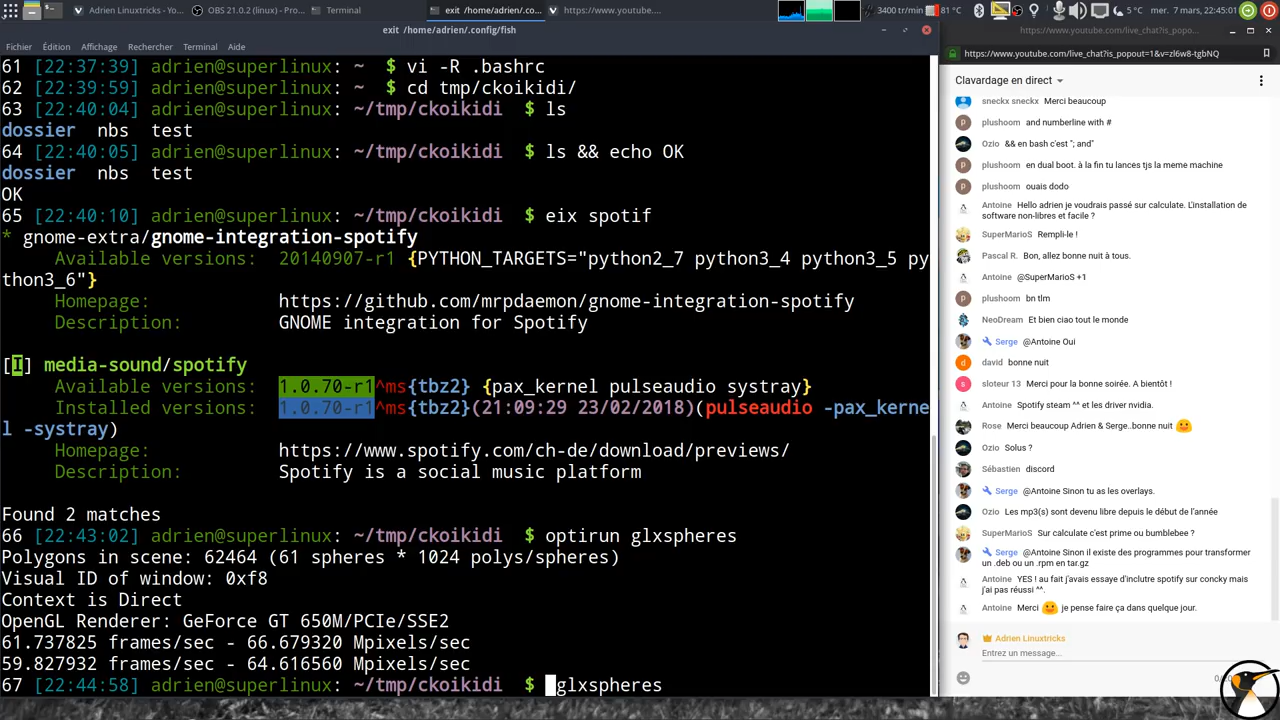 Adrien Linuxtricks - Yo...
OBS 21.0.2 (linux) - Pro...
Terminal
exit /home/adrien/.co...
https://www.youtube....
3400 tr/min
81 °C
5 °C
mer. 7 mars, 22:45:01
exit /home/adrien/.config/fish
Fichier Édition Affichage Rechercher Terminal Aide
61 [22:37:39] adrien@superlinux: ~ $ vi -R .bashrc
62 [22:39:59] adrien@superlinux: ~ $ cd tmp/ckoikidi/
63 [22:40:04] adrien@superlinux: ~/tmp/ckoikidi $ ls
dossier nbs test
64 [22:40:05] adrien@superlinux: ~/tmp/ckoikidi $ ls && echo OK
dossier nbs test
OK
65 [22:40:10] adrien@superlinux: ~/tmp/ckoikidi $ eix spotif
* gnome-extra/gnome-integration-spotify
Available versions: 20140907-r1 {PYTHON_TARGETS="python2_7 python3_4 python3_5 py
thon3_6"}
Homepage: https://github.com/mrpdaemon/gnome-integration-spotify
Description: GNOME integration for Spotify
[I] media-sound/spotify
Available versions: 1.0.70-r1^ms{tbz2} {pax_kernel pulseaudio systray}
Installed versions: 1.0.70-r1^ms{tbz2}(21:09:29 23/02/2018)(pulseaudio -pax_kerne
l -systray)
Homepage: https://www.spotify.com/ch-de/download/previews/
Description: Spotify is a social music platform
Found 2 matches
66 [22:43:02] adrien@superlinux: ~/tmp/ckoikidi $ optirun glxspheres
Polygons in scene: 62464 (61 spheres * 1024 polys/spheres)
Visual ID of window: 0xf8
Context is Direct
OpenGL Renderer: GeForce GT 650M/PCIe/SSE2
61.737825 frames/sec - 66.679320 Mpixels/sec
59.827932 frames/sec - 64.616560 Mpixels/sec
67 [22:44:58] adrien@superlinux: ~/tmp/ckoikidi $ glxspheres
https://www.youtube.com/live_chat?is_popo...
https://www.youtube.com/live_chat?is_popout=1&v=zl6w8-tgbNQ
Clavardage en direct
sneckx sneckx Merci beaucoup
plushoom and numberline with #
Ozio && en bash c'est "; and"
plushoom en dual boot. à la fin tu lances tjs la meme machine
plushoom ouais dodo
Antoine Hello adrien je voudrais passé sur calculate. L'installation de
software non-libres et facile ?
SuperMarioS Rempli-le !
Pascal R. Bon, allez bonne nuit à tous.
Antoine @SuperMarioS +1
plushoom bn tlm
NeoDream Et bien ciao tout le monde
Serge @Antoine Oui
david bonne nuit
sloteur 13 Merci pour la bonne soirée. A bientôt !
Antoine Spotify steam ^^ et les driver nvidia.
Rose Merci beaucoup Adrien & Serge..bonne nuit
Ozio Solus ?
Sébastien discord
Serge @Antoine Sinon tu as les overlays.
Ozio Les mp3(s) sont devenu libre depuis le début de l'année
SuperMarioS Sur calculate c'est prime ou bumblebee ?
Serge @Antoine Sinon il existe des programmes pour transformer
un .deb ou un .rpm en tar.gz
Antoine YES ! au fait j'avais essaye d'inclutre spotify sur concky mais
j'ai pas réussi ^^.
Antoine Merci je pense faire ça dans quelque jour.
Adrien Linuxtricks
Entrez un message...